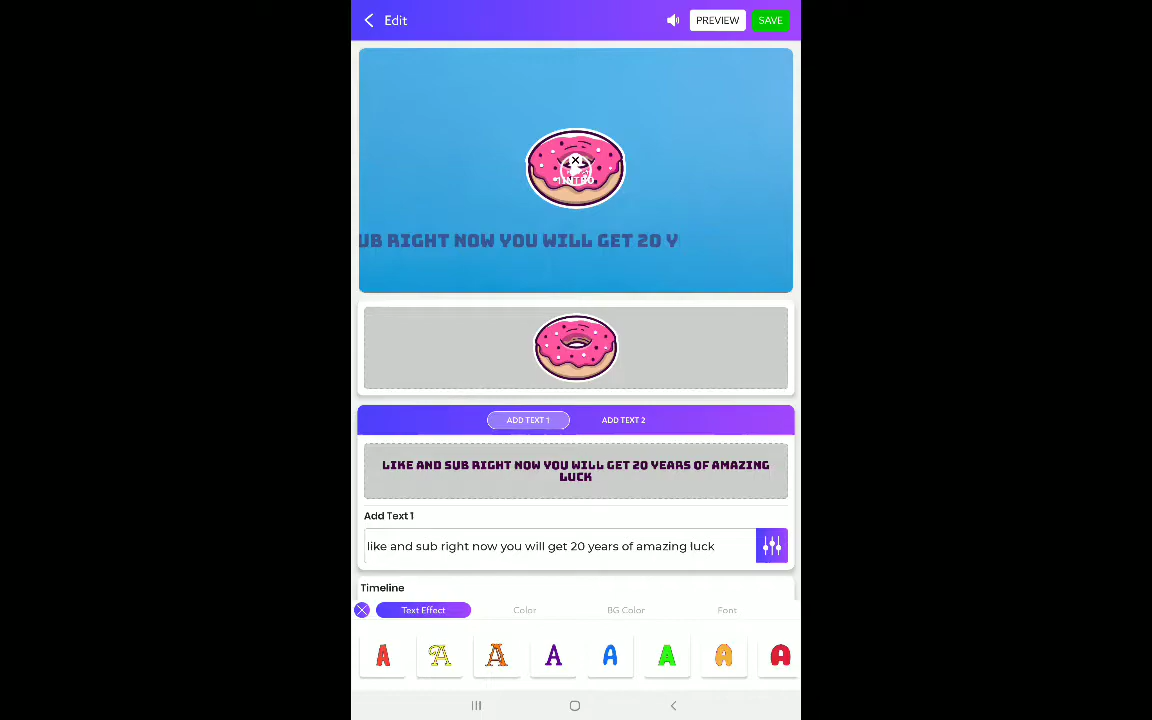 Edit
PREVIEW
SAVE
UB RIGHT NOW YOU WILL GET 20 Y
ADD TEXT 1
ADD TEXT 2
LIKE AND SUB RIGHT NOW YOU WILL GET 20 YEARS OF AMAZING
LUCK
Add Text 1
like and sub right now you will get 20 years of amazing luck
Timeline
Text Effect
Color
BG Color
Font
A A A A A A A A